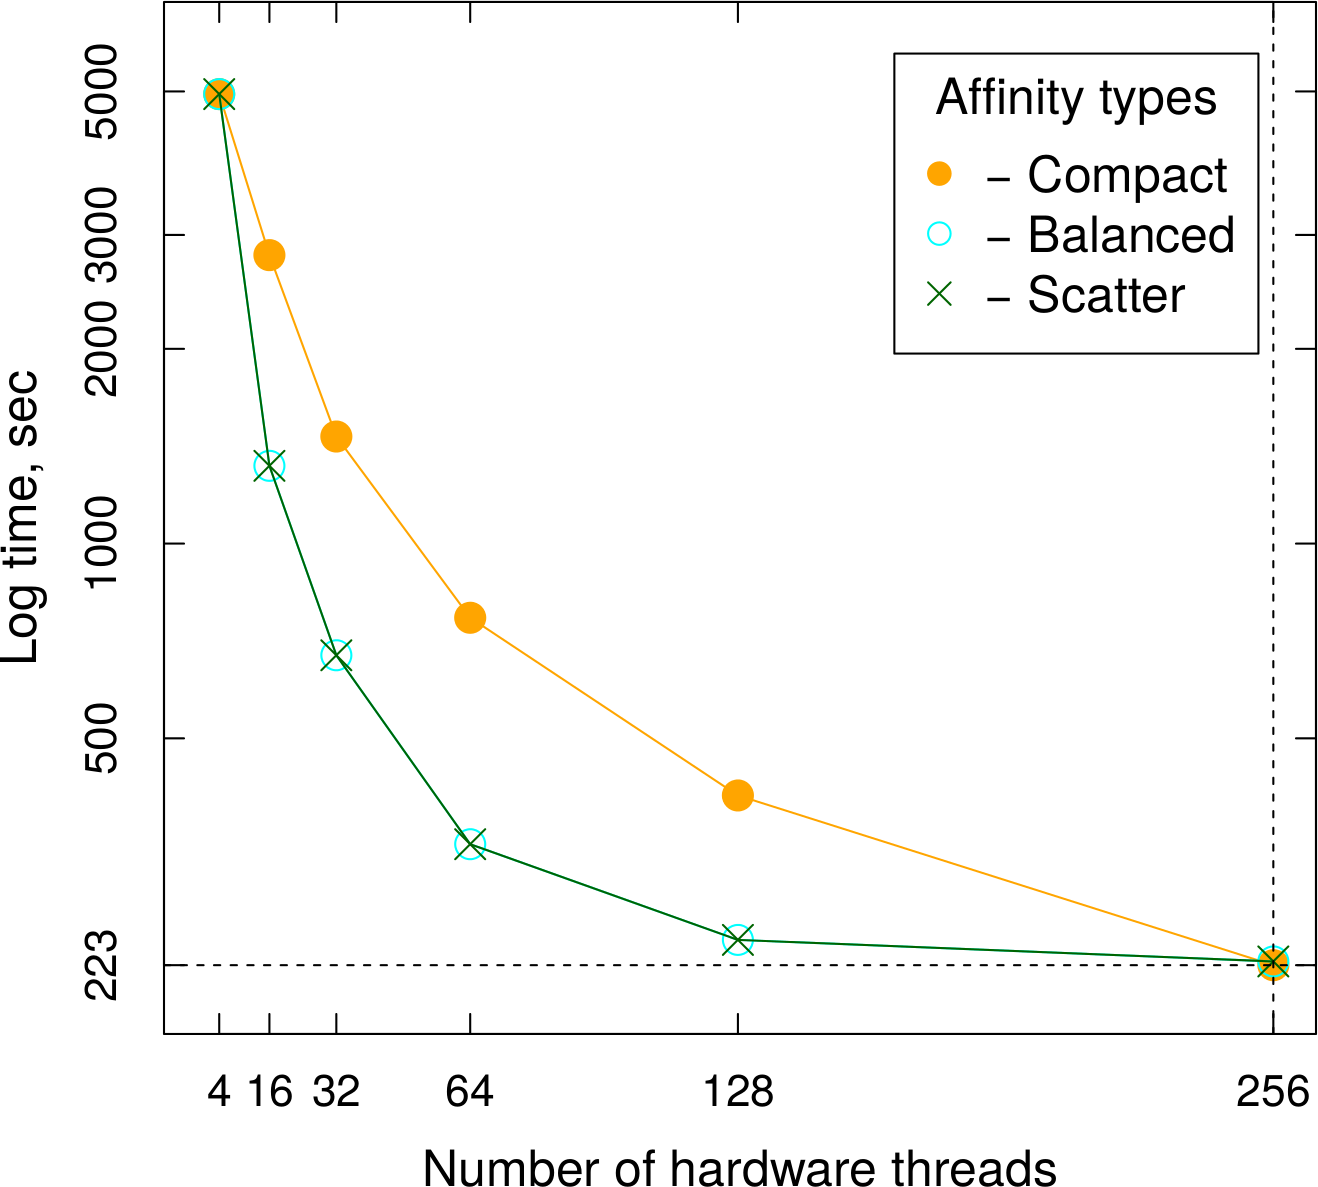 Affinity types
– Compact
– Balanced
– Scatter
Log time, sec
5000
3000
2000
1000
500
223
4 16 32 64 128 256
Number of hardware threads